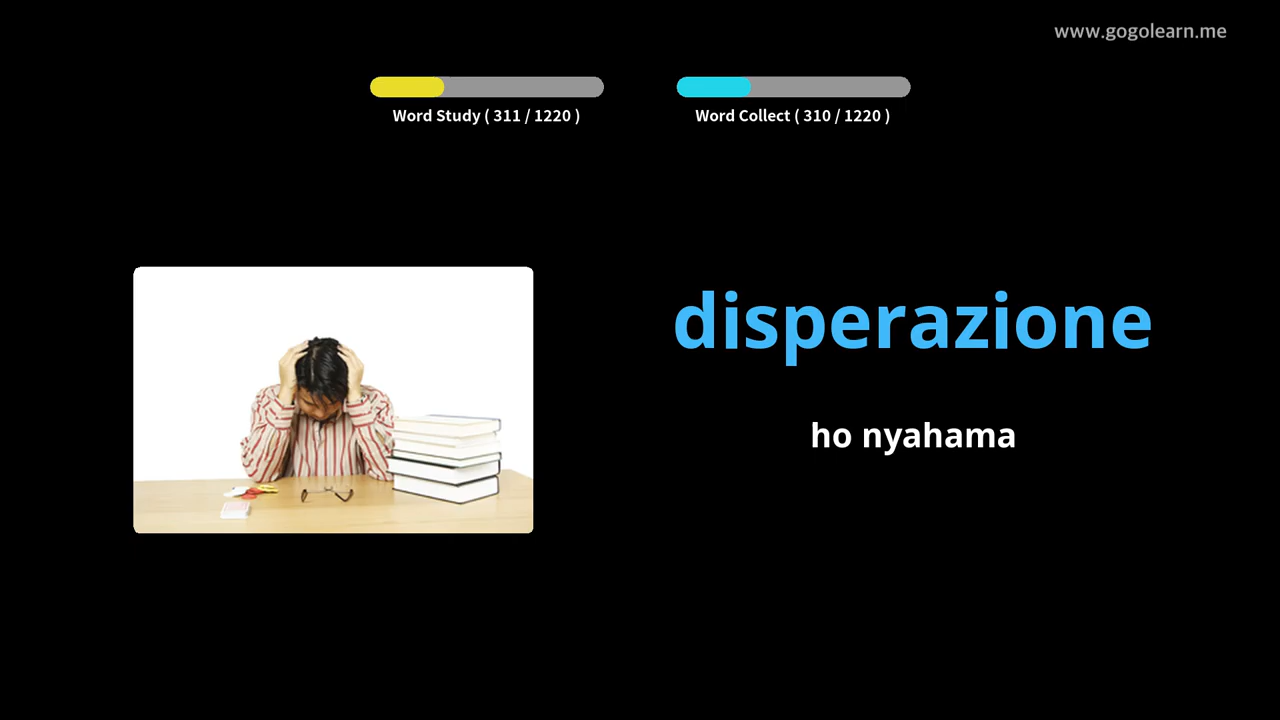 www.gogolearn.me
Word Study ( 311 / 1220 )
Word Collect ( 310 / 1220 )
disperazione
ho nyahama